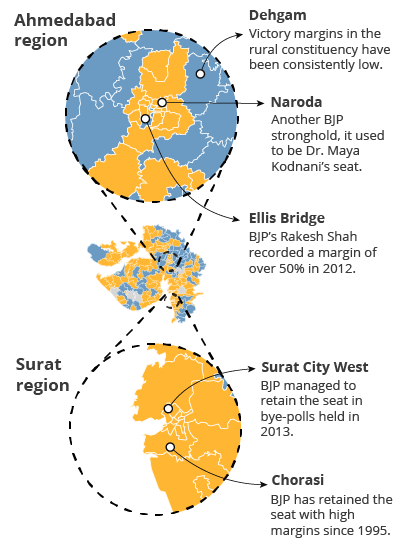 Ahmedabad
region
Dehgam
Victory margins in the
rural constituency have
been consistently low.
Naroda
Another BJP
stronghold, it used
to be Dr. Maya
Kodnani's seat.
Ellis Bridge
BJP's Rakesh Shah
recorded a margin of
over 50% in 2012.
Surat
region
Surat City West
BJP managed to
retain the seat in
bye-polls held in
2013.
Chorasi
BJP has retained the
seat with high
margins since 1995.